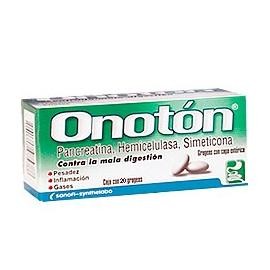 Onotón®
Pancreatina, Hemicelulasa, Simeticona
Grageas con capa entérica
Contra la mala digestión
• Pesadez
• Inflamación
• Gases
Caja con 20 grageas
sanofi~synthelabo